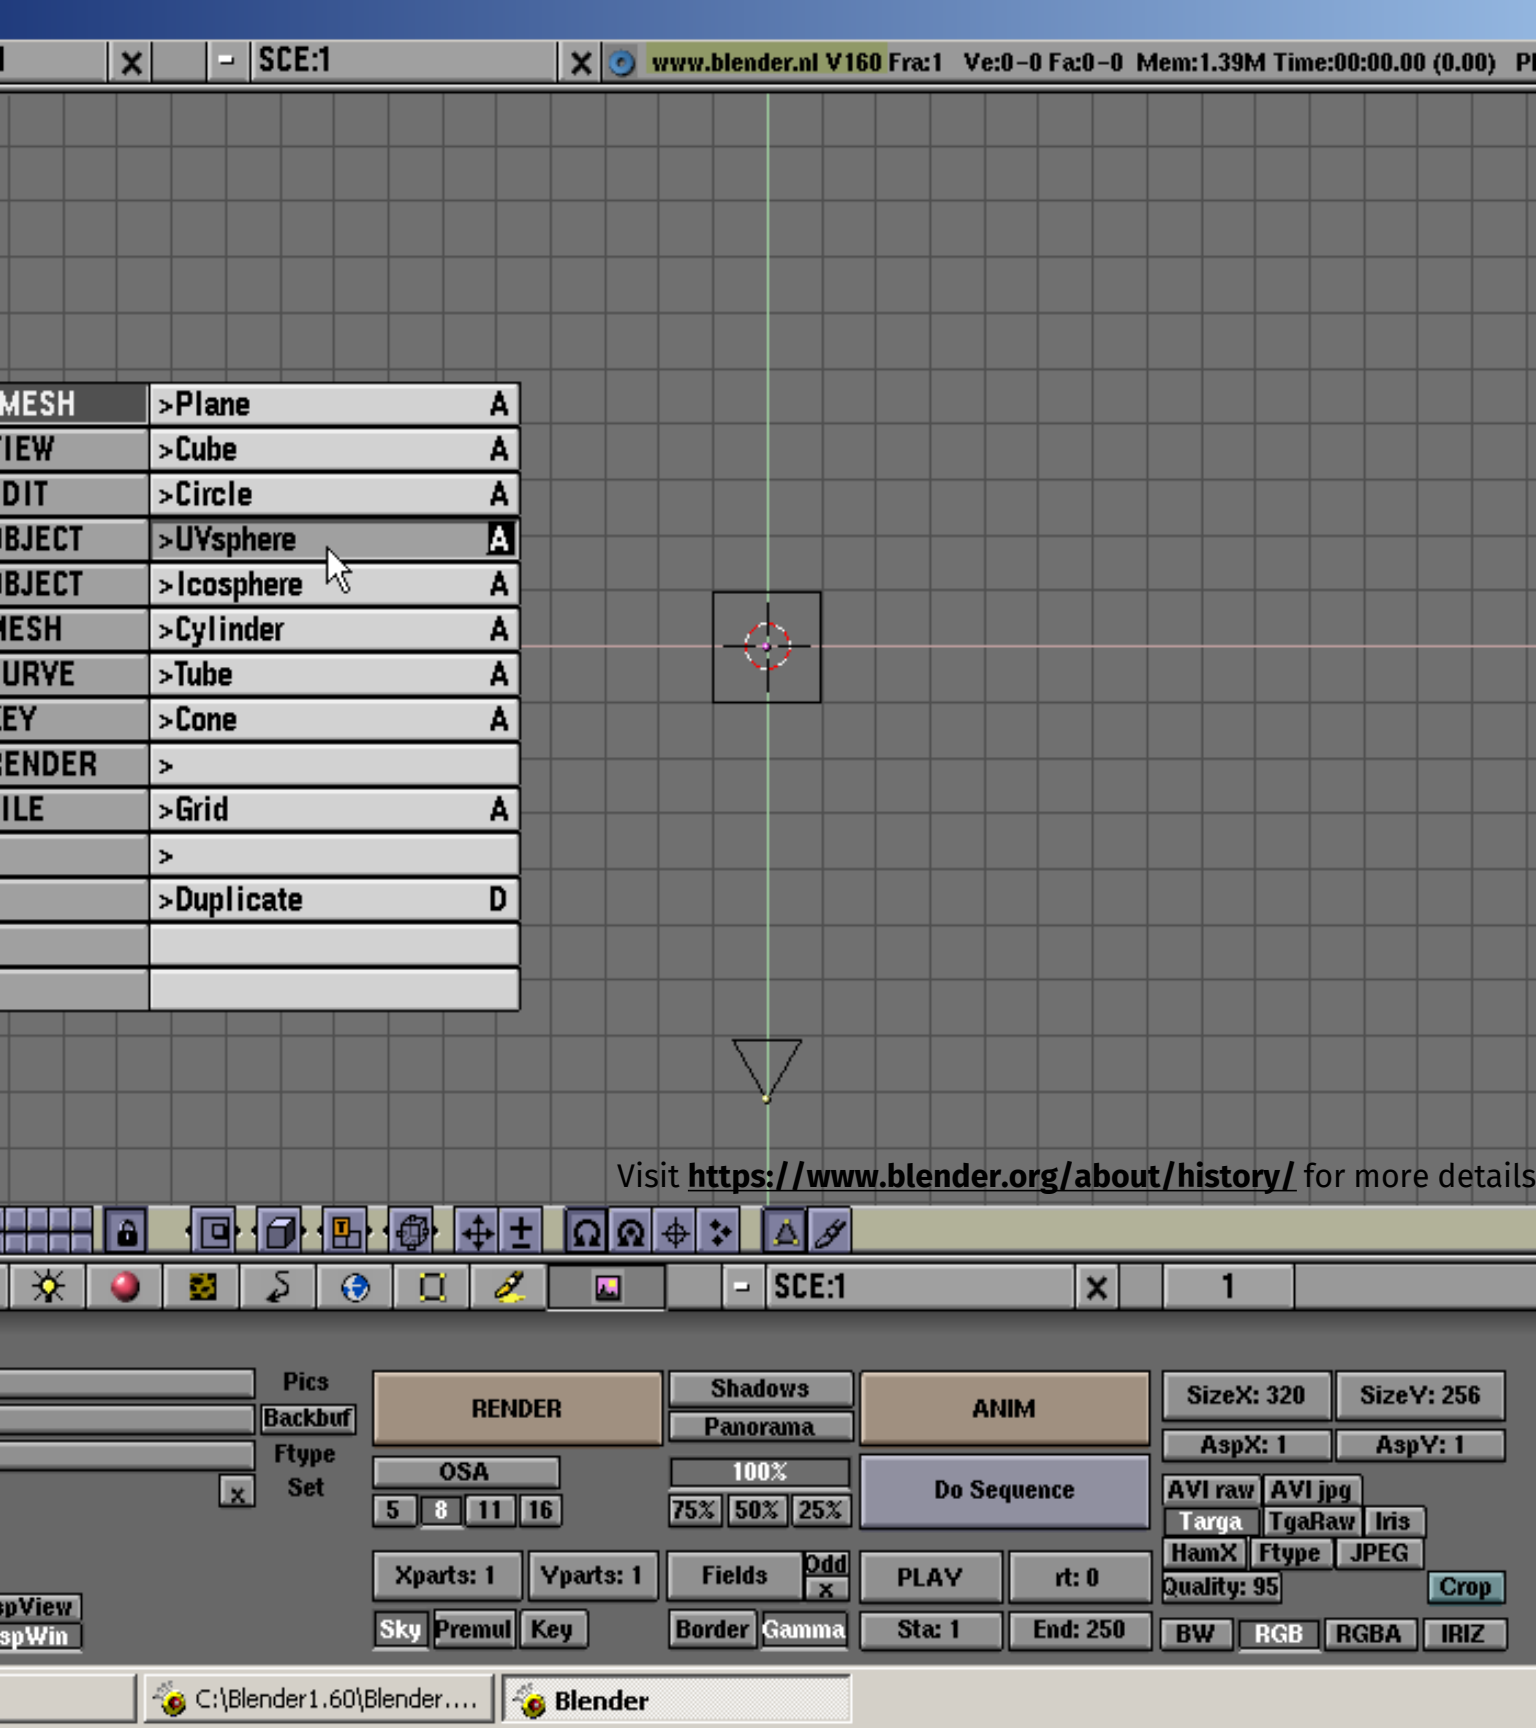 SCE:1 www.blender.nl V160 Fra:1 Ve:0-0 Fa:0-0 Mem:1.39M Time:00:00.00 (0.00)
MESH >Plane A
>Cube A
>Circle A
>UVsphere A
>Icosphere A
>Cylinder A
>Tube A
>Cone A
>
>Grid A
>
>Duplicate D
Visit https://www.blender.org/about/history/ for more details
SCE:1 1
Pics RENDER Shadows ANIM SizeX: 320 SizeY: 256
Backbuf Panorama
Ftype AspX: 1 AspY: 1
OSA 100%
Set x Do Sequence AVI raw AVI jpg
5 8 11 16 75% 50% 25% Targa TgaRaw Iris
HamX Ftype JPEG
Xparts: 1 Yparts: 1 Fields Odd x PLAY rt: 0
Quality: 95 Crop
spView
Sky Premul Key Border Gamma Sta: 1 End: 250 BW RGB RGBA IRIZ
spWin
C:\Blender1.60\Blender.... Blender